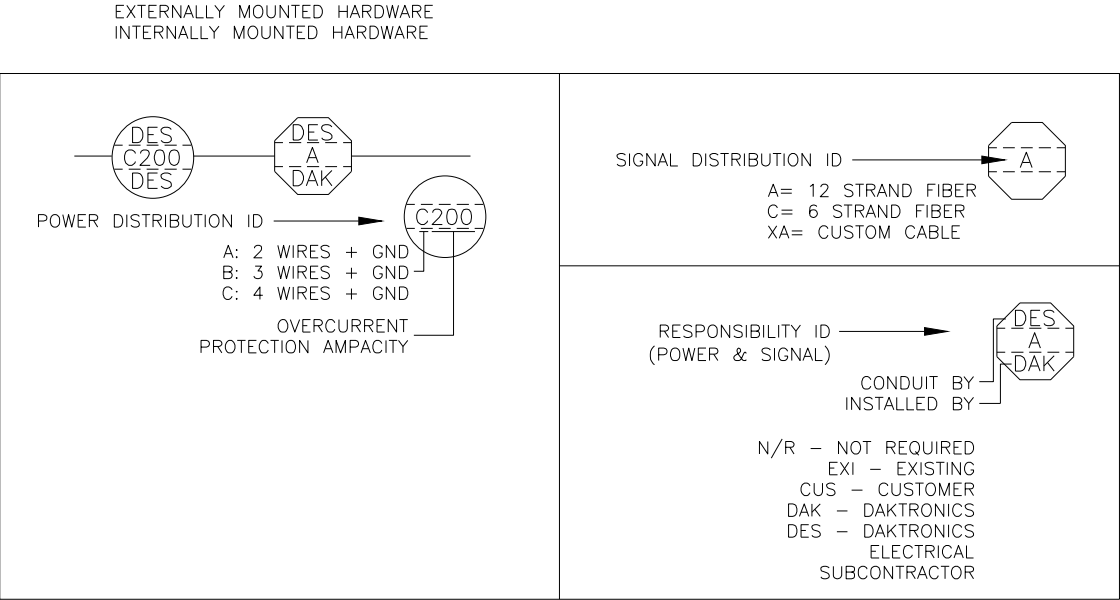 EXTERNALLY MOUNTED HARDWARE
INTERNALLY MOUNTED HARDWARE
DES
C200
DES
DES
A
DAK
POWER DISTRIBUTION ID
C200
A: 2 WIRES + GND
B: 3 WIRES + GND
C: 4 WIRES + GND
OVERCURRENT
PROTECTION AMPACITY
SIGNAL DISTRIBUTION ID
A
A= 12 STRAND FIBER
C= 6 STRAND FIBER
XA= CUSTOM CABLE
RESPONSIBILITY ID
(POWER & SIGNAL)
DES
A
DAK
CONDUIT BY
INSTALLED BY
N/R – NOT REQUIRED
EXI – EXISTING
CUS – CUSTOMER
DAK – DAKTRONICS
DES – DAKTRONICS
ELECTRICAL
SUBCONTRACTOR